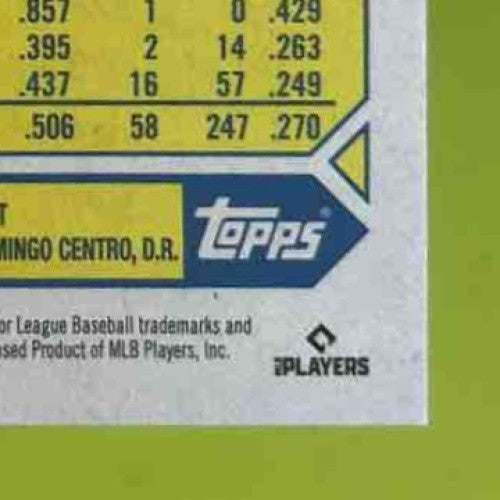 .857 1 0 .429
.395 2 14 .263
.437 16 57 .249
.506 58 247 .270
T
MINGO CENTRO, D.R.
topps
or League Baseball trademarks and
sed Product of MLB Players, Inc.
PLAYERS